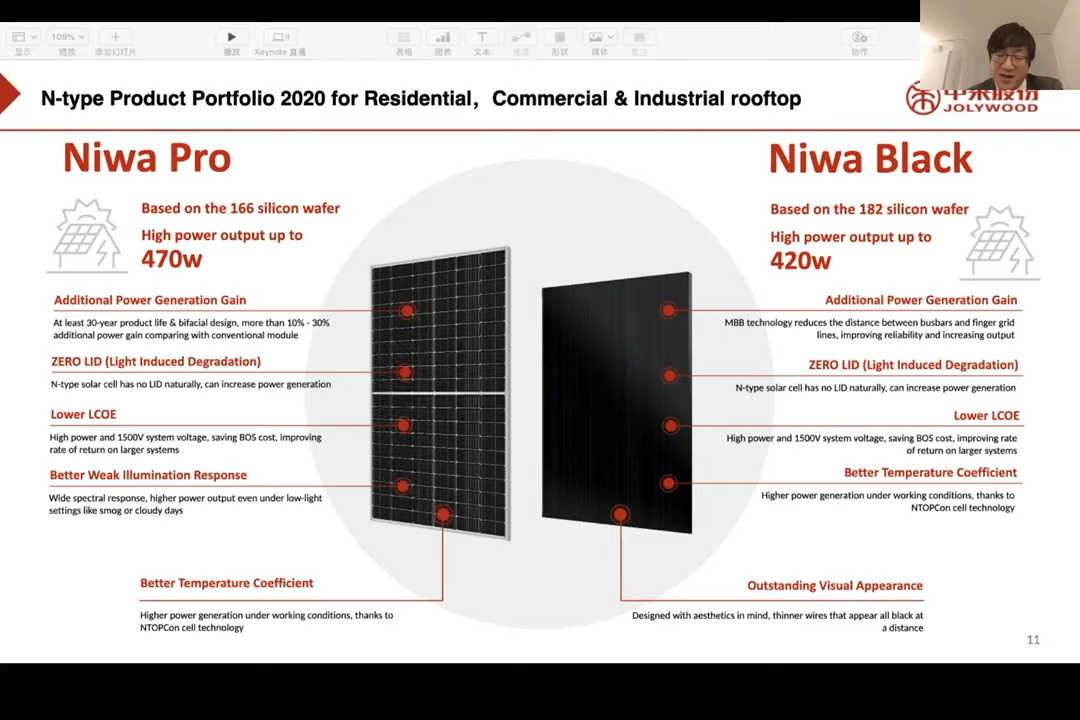 109%
显示
缩放
添加幻灯片
播放
Keynote 直播
表格
图表
文本
连接
形状
媒体
批注
协作
N-type Product Portfolio 2020 for Residential, Commercial & Industrial rooftop
JOLYWOOD
Niwa Pro
Based on the 166 silicon wafer
High power output up to
470w
Additional Power Generation Gain
At least 30-year product life & bifacial design, more than 10% - 30%
additional power gain comparing with conventional module
ZERO LID (Light Induced Degradation)
N-type solar cell has no LID naturally, can increase power generation
Lower LCOE
High power and 1500V system voltage, saving BOS cost, improving
rate of return on larger systems
Better Weak Illumination Response
Wide spectral response, higher power output even under low-light
settings like smog or cloudy days
Better Temperature Coefficient
Higher power generation under working conditions, thanks to
NTOPCon cell technology
Niwa Black
Based on the 182 silicon wafer
High power output up to
420w
Additional Power Generation Gain
MBB technology reduces the distance between busbars and finger grid
lines, improving reliability and increasing output
ZERO LID (Light Induced Degradation)
N-type solar cell has no LID naturally, can increase power generation
Lower LCOE
High power and 1500V system voltage, saving BOS cost, improving rate
of return on larger systems
Better Temperature Coefficient
Higher power generation under working conditions, thanks to
NTOPCon cell technology
Outstanding Visual Appearance
Designed with aesthetics in mind, thinner wires that appear all black at
a distance
11